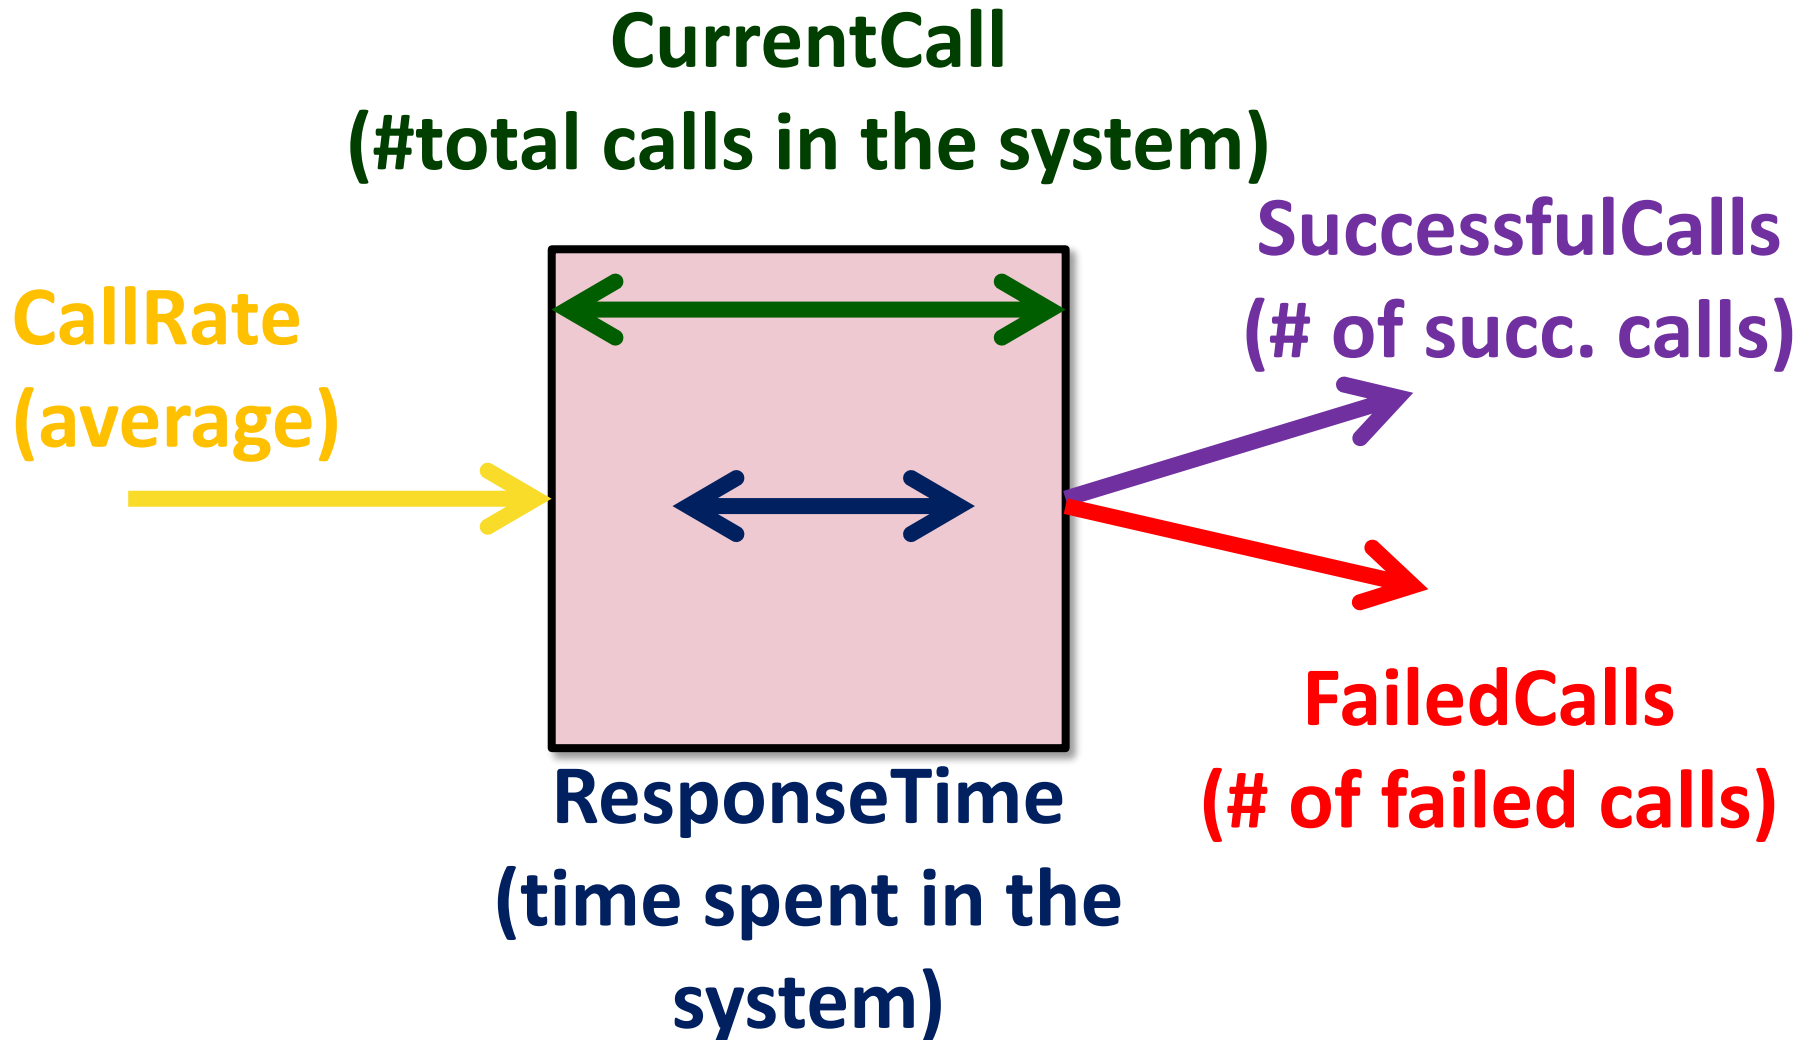 CurrentCall
(#total calls in the system)
SuccessfulCalls
(# of succ. calls)
CallRate
(average)
FailedCalls
(# of failed calls)
ResponseTime
(time spent in the
system)